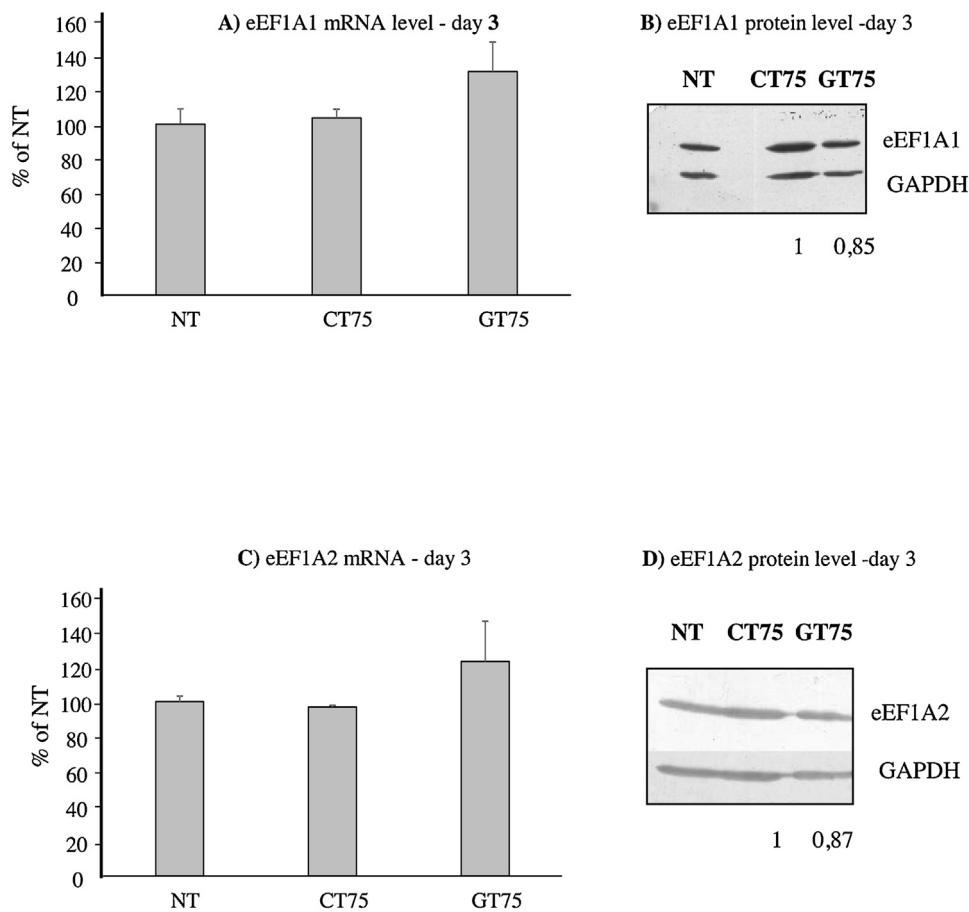 A) eEF1A1 mRNA level - day 3
160
140
120
100
80
60
40
20
0
% of NT
NT CT75 GT75
B) eEF1A1 protein level -day 3
NT CT75 GT75
eEF1A1
GAPDH
1 0,85
C) eEF1A2 mRNA - day 3
160
140
120
100
80
60
40
20
0
% of NT
NT CT75 GT75
D) eEF1A2 protein level -day 3
NT CT75 GT75
eEF1A2
GAPDH
1 0,87